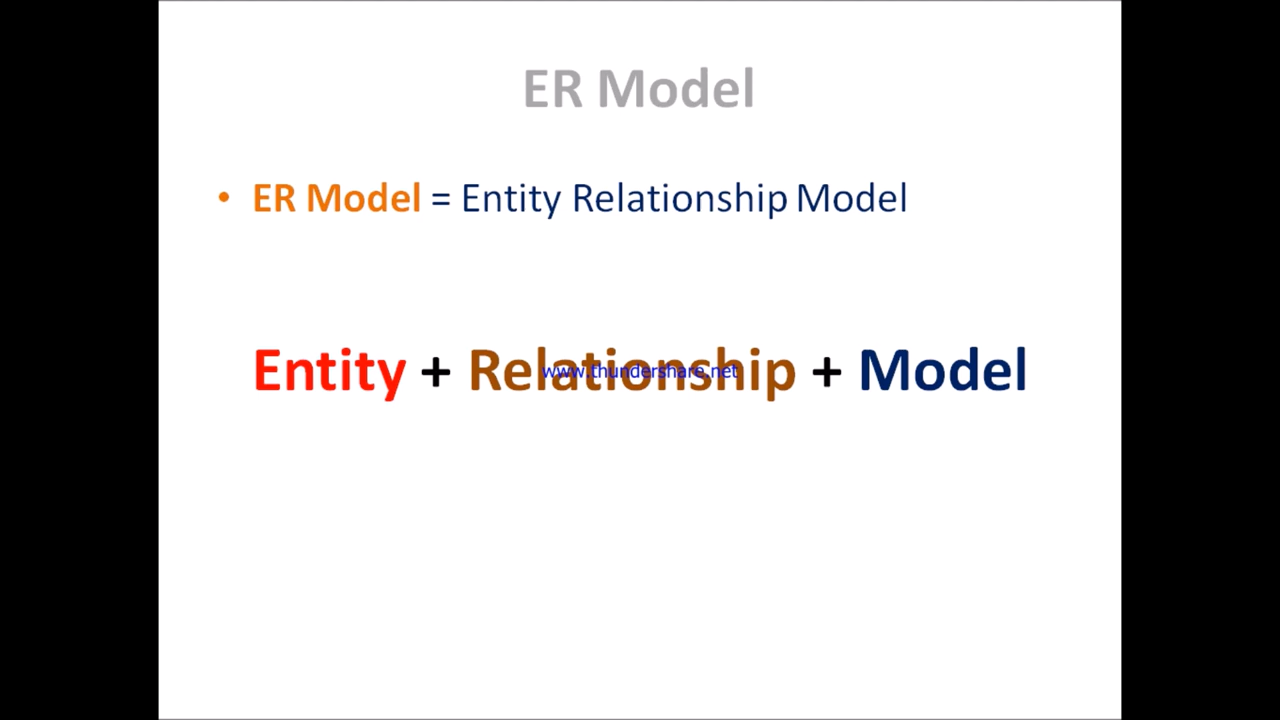 ER Model
• ER Model = Entity Relationship Model
Entity + Relationship + Model
www.thundershare.net